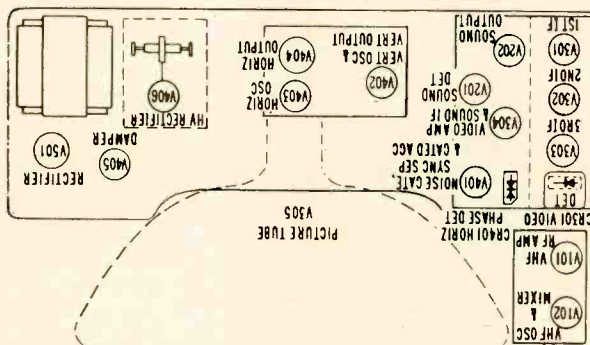 VHF OSC
&
MIXER
V102
VHF
RF AMP
V101
CR301 VIDEO
DET
V303
3RD IF
V302
2ND IF
V301
1ST IF
CR401 HORIZ
PHASE DET
V401
NOISE GATE,
SYNC SEP
& GATED AGC
V304
VIDEO AMP
& SOUND IF
V201
SOUND
DET
V202
SOUND
OUTPUT
PICTURE TUBE
V305
V402
VERT OSC &
VERT OUTPUT
V403
HORIZ
OSC
V404
HORIZ
OUTPUT
HV RECTIFIER
V406
V405
DAMPER
RECTIFIER
V501